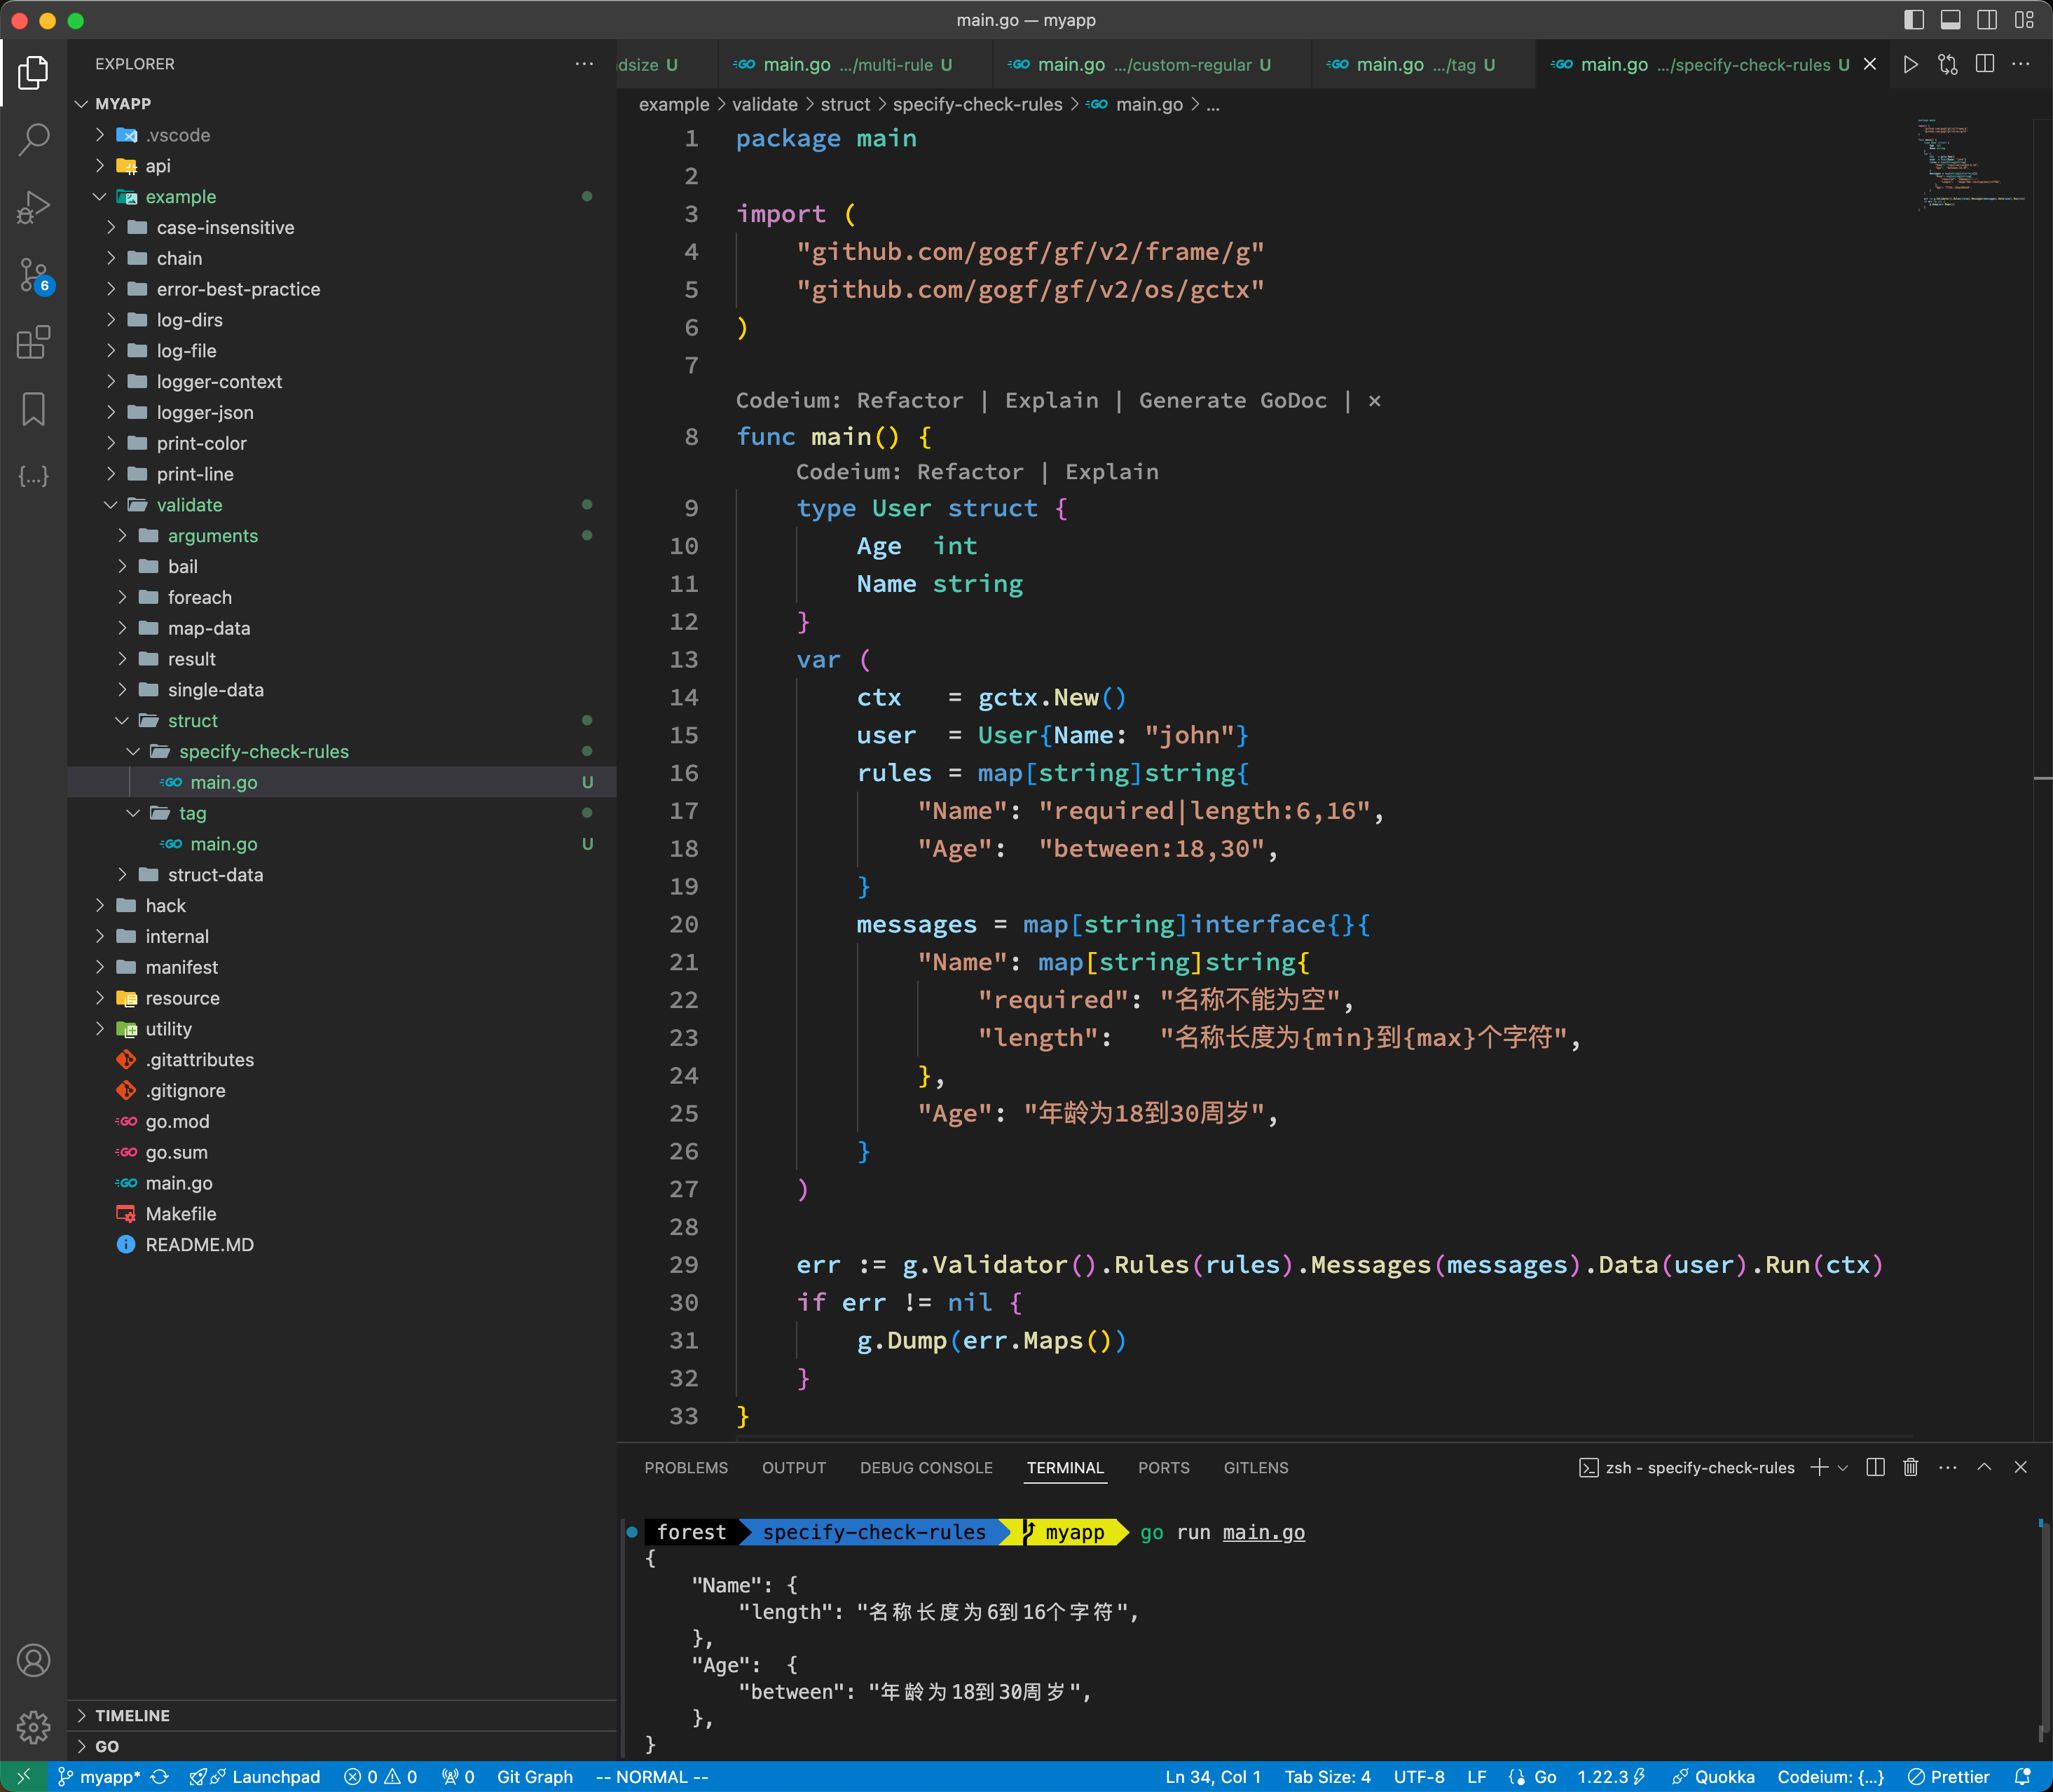 main.go — myapp
EXPLORER
MYAPP
.vscode
api
example
case-insensitive
chain
error-best-practice
log-dirs
log-file
logger-context
logger-json
print-color
print-line
validate
arguments
bail
foreach
map-data
result
single-data
struct
specify-check-rules
main.go U
tag
main.go U
struct-data
hack
internal
manifest
resource
utility
.gitattributes
.gitignore
go.mod
go.sum
main.go
Makefile
README.MD
TIMELINE
GO
6
dsize U
main.go .../multi-rule U
main.go .../custom-regular U
main.go .../tag U
main.go .../specify-check-rules U
example > validate > struct > specify-check-rules > main.go > ...
1 package main
2
3 import (
4 "github.com/gogf/gf/v2/frame/g"
5 "github.com/gogf/gf/v2/os/gctx"
6 )
7
Codeium: Refactor | Explain | Generate GoDoc | ×
8 func main() {
Codeium: Refactor | Explain
9 type User struct {
10 Age int
11 Name string
12 }
13 var (
14 ctx = gctx.New()
15 user = User{Name: "john"}
16 rules = map[string]string{
17 "Name": "required|length:6,16",
18 "Age": "between:18,30",
19 }
20 messages = map[string]interface{}{
21 "Name": map[string]string{
22 "required": "名称不能为空",
23 "length": "名称长度为{min}到{max}个字符",
24 },
25 "Age": "年龄为18到30周岁",
26 }
27 )
28
29 err := g.Validator().Rules(rules).Messages(messages).Data(user).Run(ctx)
30 if err != nil {
31 g.Dump(err.Maps())
32 }
33 }
PROBLEMS OUTPUT DEBUG CONSOLE TERMINAL PORTS GITLENS
zsh - specify-check-rules
forest specify-check-rules myapp go run main.go
{
"Name": {
"length": "名称长度为6到16个字符",
},
"Age": {
"between": "年龄为18到30周岁",
},
}
myapp* Launchpad 0 0 0 Git Graph -- NORMAL -- Ln 34, Col 1 Tab Size: 4 UTF-8 LF Go 1.22.3 Quokka Codeium: {...} Prettier